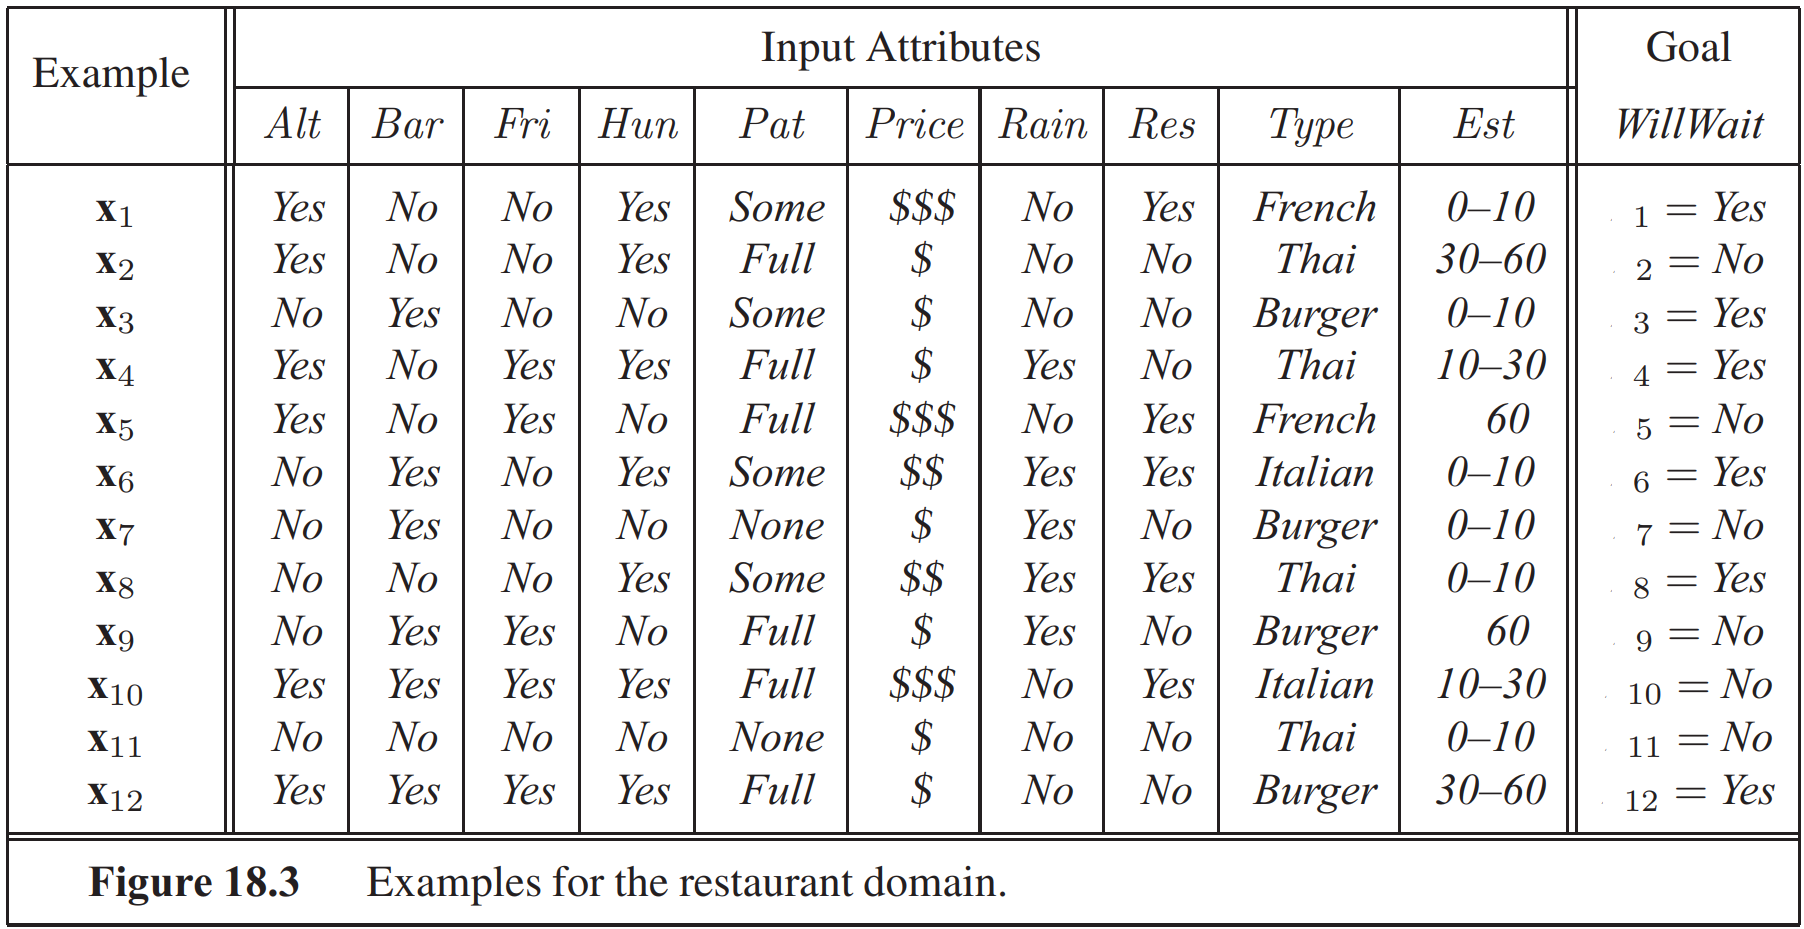 Example Input Attributes Goal
Alt Bar Fri Hun Pat Price Rain Res Type Est WillWait
x1 Yes No No Yes Some $$$ No Yes French 0–10 1 = Yes
x2 Yes No No Yes Full $ No No Thai 30–60 2 = No
x3 No Yes No No Some $ No No Burger 0–10 3 = Yes
x4 Yes No Yes Yes Full $ Yes No Thai 10–30 4 = Yes
x5 Yes No Yes No Full $$$ No Yes French 60 5 = No
x6 No Yes No Yes Some $$ Yes Yes Italian 0–10 6 = Yes
x7 No Yes No No None $ Yes No Burger 0–10 7 = No
x8 No No No Yes Some $$ Yes Yes Thai 0–10 8 = Yes
x9 No Yes Yes No Full $ Yes No Burger 60 9 = No
x10 Yes Yes Yes Yes Full $$$ No Yes Italian 10–30 10 = No
x11 No No No No None $ No No Thai 0–10 11 = No
x12 Yes Yes Yes Yes Full $ No No Burger 30–60 12 = Yes
Figure 18.3 Examples for the restaurant domain.